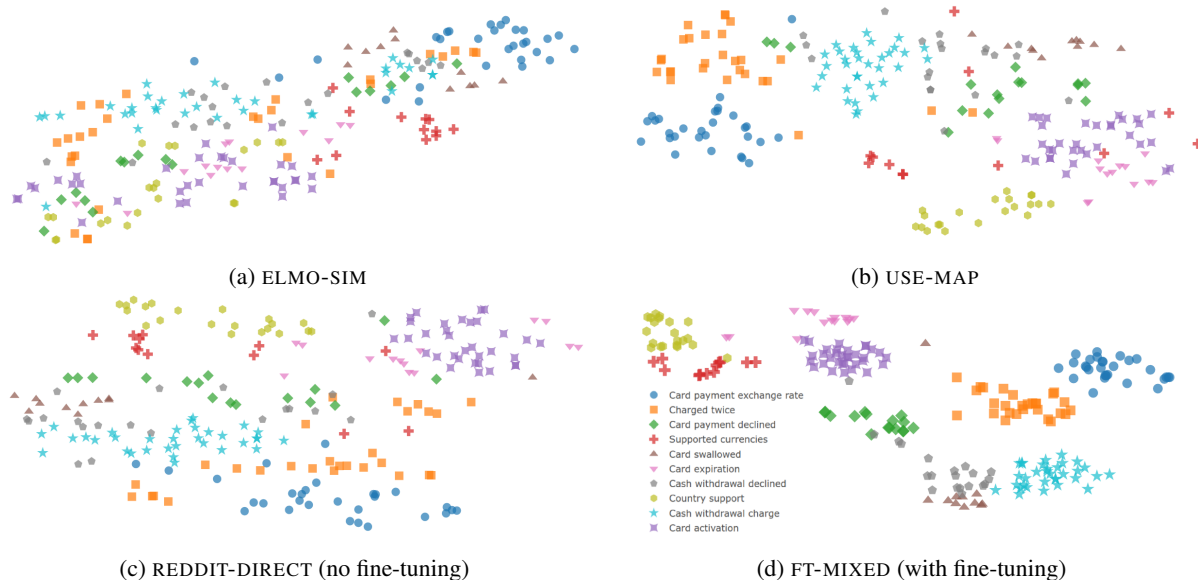 (a) ELMO-SIM
(b) USE-MAP
Card payment exchange rate
Charged twice
Card payment declined
Supported currencies
Card swallowed
Card expiration
Cash withdrawal declined
Country support
Cash withdrawal charge
Card activation
(c) REDDIT-DIRECT (no fine-tuning)
(d) FT-MIXED (with fine-tuning)